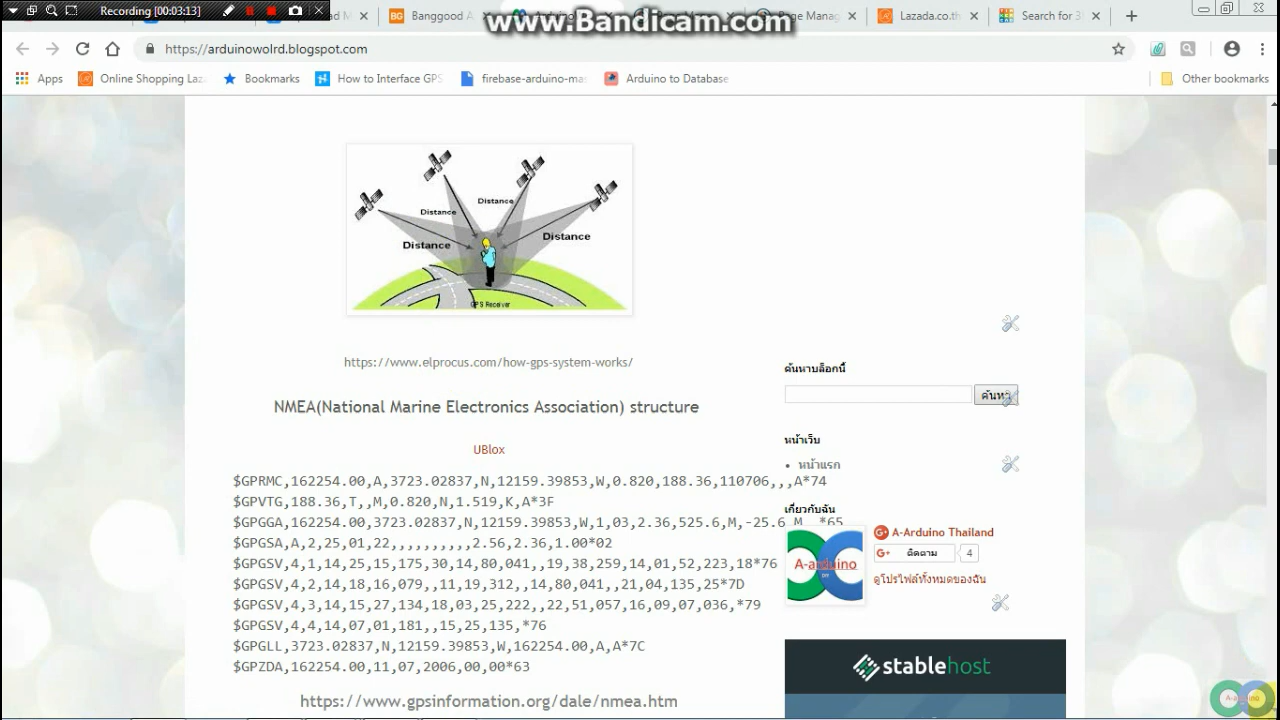 Recording [00:03:13]
www.Bandicam.com
Banggood
Page Manag
Lazada.co.th
Search for 3
https://arduinowolrd.blogspot.com
Apps
Online Shopping Laz
Bookmarks
How to Interface GPS
firebase-arduino-mas
Arduino to Database
Other bookmarks
Distance
Distance
Distance
Distance
GPS Receiver
https://www.elprocus.com/how-gps-system-works/
NMEA(National Marine Electronics Association) structure
UBlox
$GPRMC,162254.00,A,3723.02837,N,12159.39853,W,0.820,188.36,110706,,,A*74
$GPVTG,188.36,T,,M,0.820,N,1.519,K,A*3F
$GPGGA,162254.00,3723.02837,N,12159.39853,W,1,03,2.36,525.6,M,-25.6,M,,*65
$GPGSA,A,2,25,01,22,,,,,,,,,,2.56,2.36,1.00*02
$GPGSV,4,1,14,25,15,175,30,14,80,041,,19,38,259,14,01,52,223,18*76
$GPGSV,4,2,14,18,16,079,,11,19,312,,14,80,041,,21,04,135,25*7D
$GPGSV,4,3,14,15,27,134,18,03,25,222,,22,51,057,16,09,07,036,*79
$GPGSV,4,4,14,07,01,181,,15,25,135,*76
$GPGLL,3723.02837,N,12159.39853,W,162254.00,A,A*7C
$GPZDA,162254.00,11,07,2006,00,00*63
https://www.gpsinformation.org/dale/nmea.htm
ค้นหาบล็อกนี้
ค้นหา
หน้าเว็บ
หน้าแรก
เกี่ยวกับฉัน
A-arduino
A-Arduino Thailand
ติดตาม
4
ดูโปรไฟล์ทั้งหมดของฉัน
stablehost
A-arduino